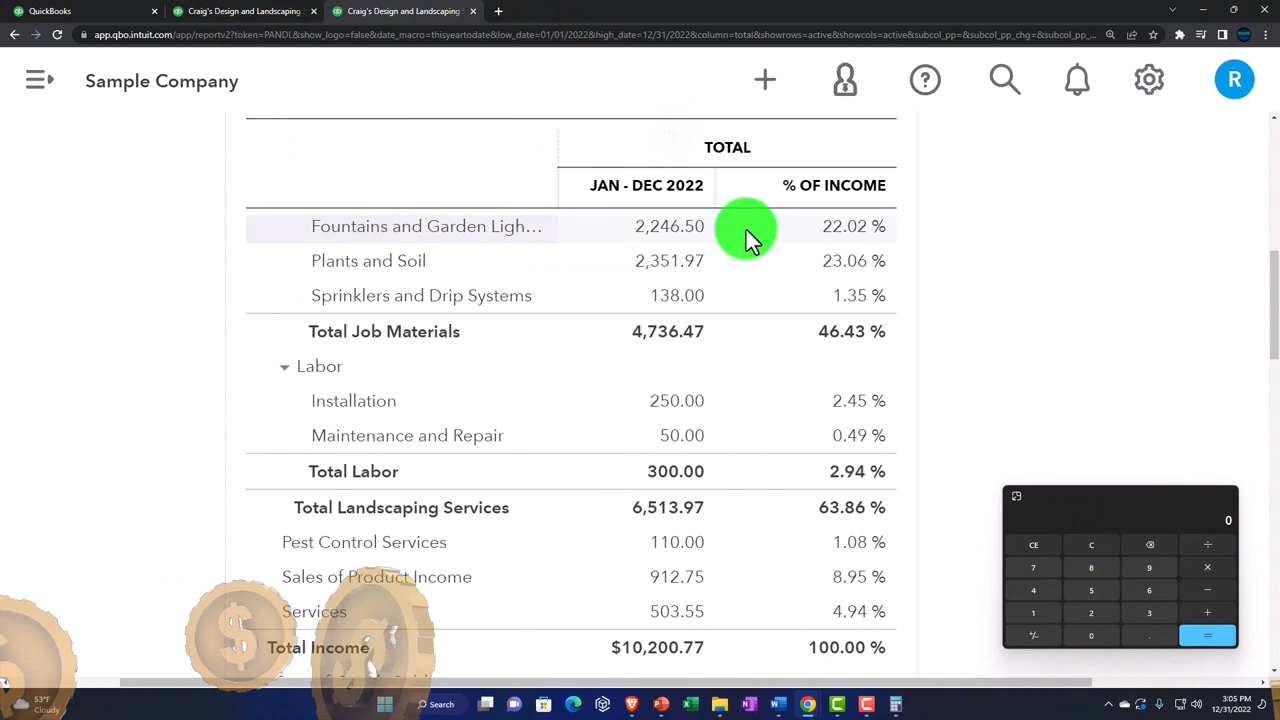 QuickBooks
Craig's Design and Landscaping
Craig's Design and Landscaping
app.qbo.intuit.com/app/reportv2?token=PANDL&show_logo=false&date_macro=thisyeartodate&low_date=01/01/2022&high_date=12/31/2022&column=total&showrows=active&showcols=active&subcol_pp=&subcol_pp_chg=&subcol_pp_...
Sample Company
R
TOTAL
JAN - DEC 2022 % OF INCOME
Fountains and Garden Ligh... 2,246.50 22.02 %
Plants and Soil 2,351.97 23.06 %
Sprinklers and Drip Systems 138.00 1.35 %
Total Job Materials 4,736.47 46.43 %
Labor
Installation 250.00 2.45 %
Maintenance and Repair 50.00 0.49 %
Total Labor 300.00 2.94 %
Total Landscaping Services 6,513.97 63.86 %
Pest Control Services 110.00 1.08 %
Sales of Product Income 912.75 8.95 %
Services 503.55 4.94 %
Total Income $10,200.77 100.00 %
0
CE C ÷
7 8 9 ×
4 5 6 −
1 2 3 +
+/- 0 . =
53°F
Cloudy
Search
3:05 PM
12/31/2022